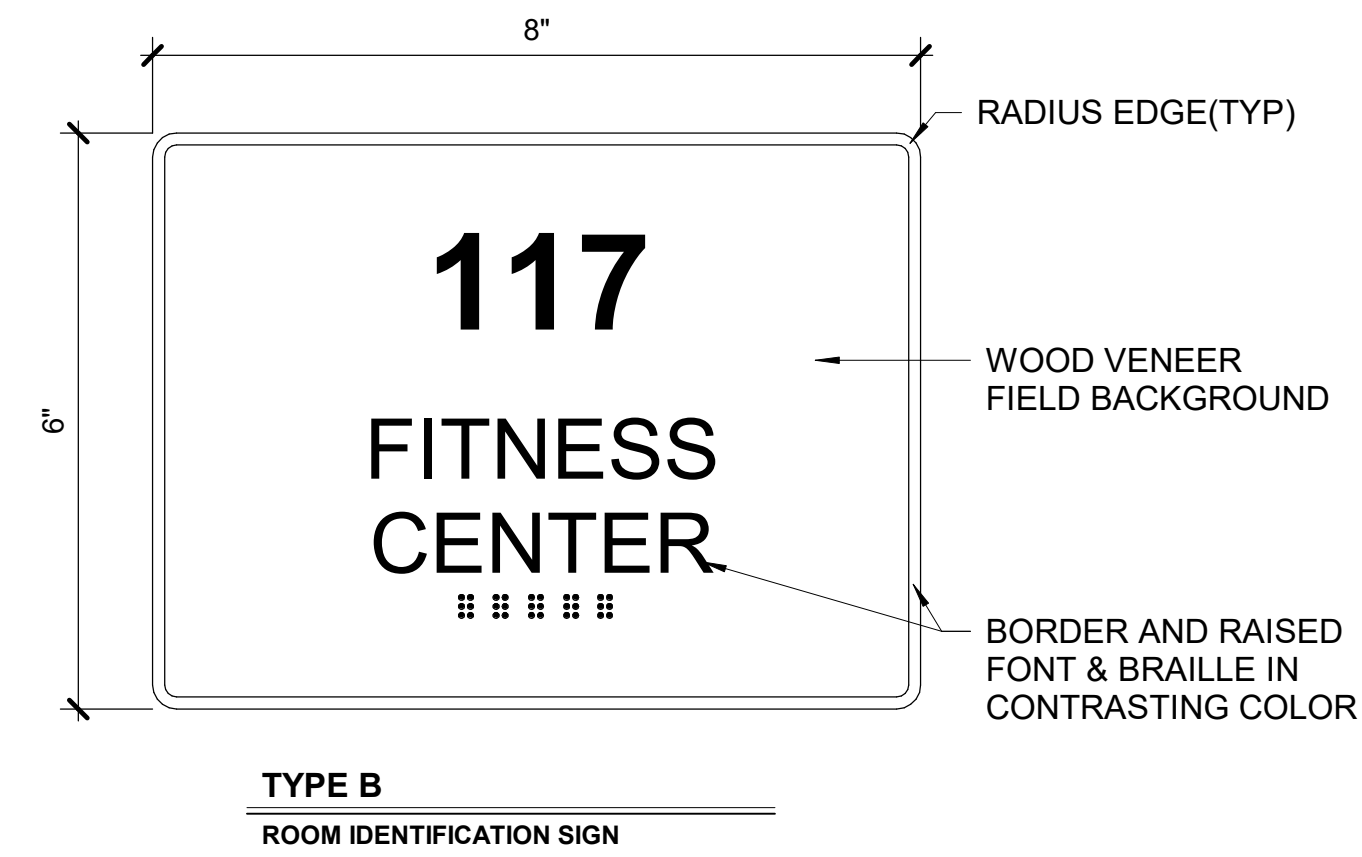 8"
RADIUS EDGE(TYP)
6"
117
WOOD VENEER
FIELD BACKGROUND
FITNESS
CENTER
⠿ ⠿ ⠿ ⠿ ⠿
BORDER AND RAISED
FONT & BRAILLE IN
CONTRASTING COLOR
TYPE B
ROOM IDENTIFICATION SIGN